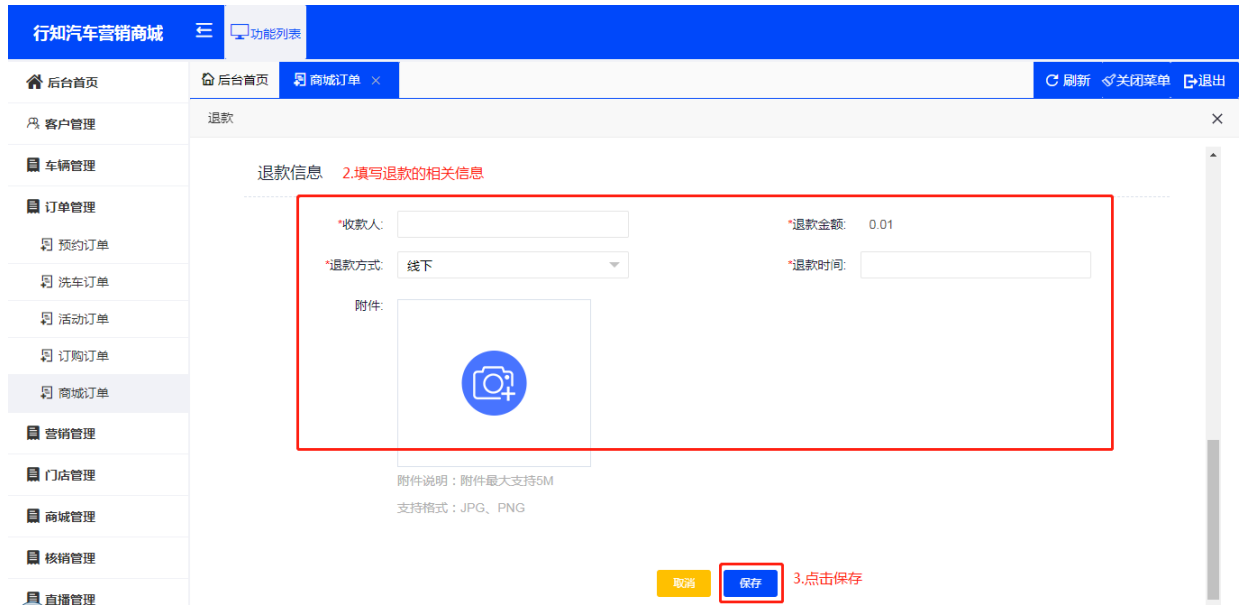 行知汽车营销商城
功能列表
后台首页
客户管理
车辆管理
订单管理
预约订单
洗车订单
活动订单
订购订单
商城订单
营销管理
门店管理
商城管理
核销管理
直播管理
后台首页 商城订单 × 刷新 关闭菜单 退出
退款 ×
退款信息 2.填写退款的相关信息
*收款人: *退款金额: 0.01
*退款方式: 线下 *退款时间:
附件:
附件说明：附件最大支持5M
支持格式：JPG、PNG
取消 保存 3.点击保存